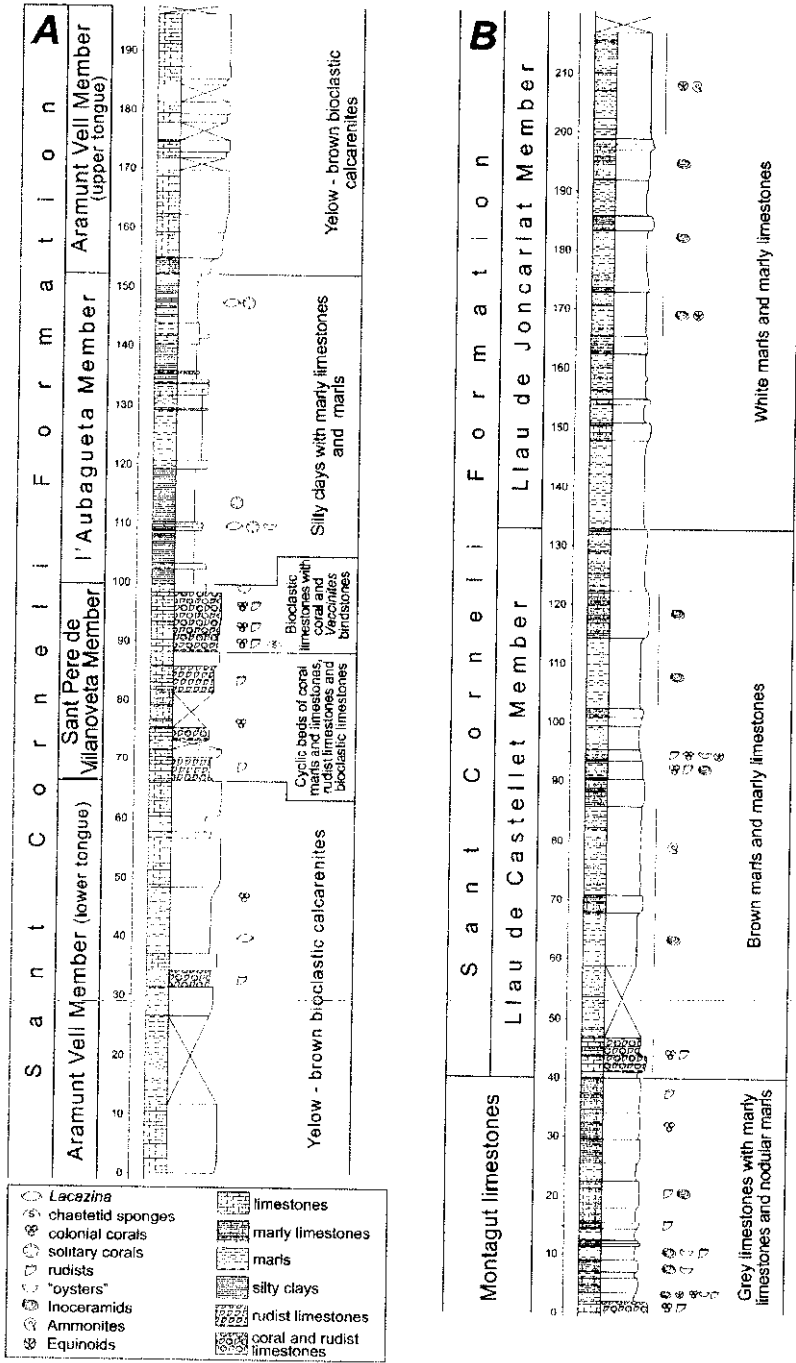 A
Sant Corneli Formation
Aramunt Vell Member
(upper tongue)
l'Aubagueta Member
Sant Pere de
Vilanoveta Member
Aramunt Vell Member (lower tongue)
190
180
170
160
150
140
130
120
110
100
90
80
70
60
50
40
30
20
10
0
Yelow - brown bioclastic
calcarenites
Silty clays with marly limestones
and marls
Bioclastic
limestones with
coral and
Vaccinites
bindstones
Cyclic beds of coral
marls and limestones,
rudist limestones and
bioclastic limestones
Yelow - brown bioclastic calcarenites
Lacazina
chaetetid sponges
colonial corals
solitary corals
rudists
"oysters"
Inoceramids
Ammonites
Equinoids
limestones
marly limestones
marls
silty clays
rudist limestones
coral and rudist
limestones
B
Sant Corneli Formation
Llau de Joncariat Member
Llau de Castellet Member
Montagut limestones
210
200
190
180
170
160
150
140
130
120
110
100
90
80
70
60
50
40
30
20
10
0
White marls and marly limestones
Brown marls and marly limestones
Grey limestones with marly
limestones and nodular marls